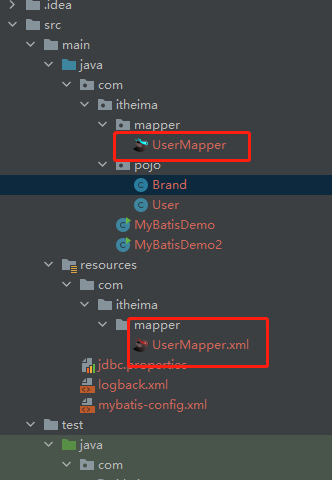 .idea
src
main
java
com
itheima
mapper
UserMapper
pojo
Brand
User
MyBatisDemo
MyBatisDemo2
resources
com
itheima
mapper
UserMapper.xml
jdbc.properties
logback.xml
mybatis-config.xml
test
java
com